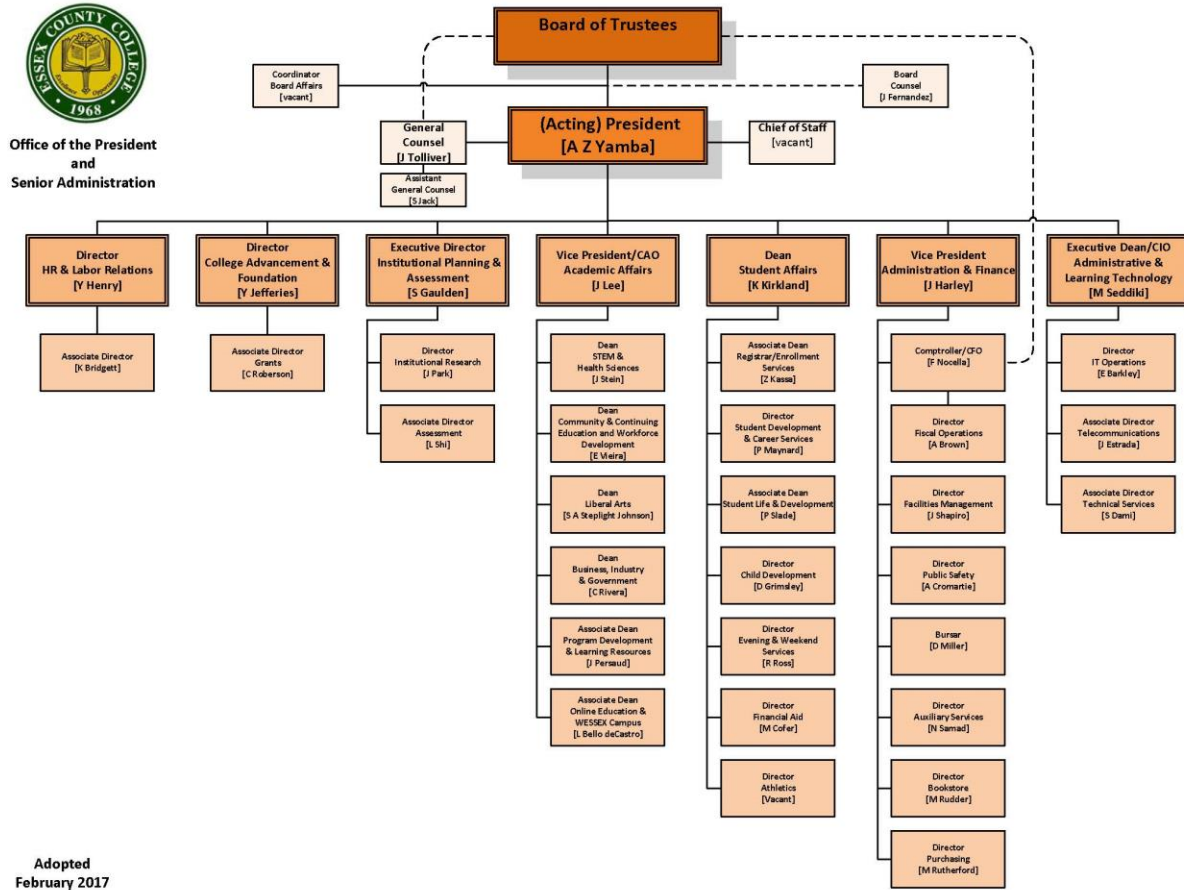 ESSEX COUNTY COLLEGE
1968
Office of the President
and
Senior Administration
Board of Trustees
Coordinator
Board Affairs
[vacant]
Board
Counsel
[J Fernandez]
General
Counsel
[J Tolliver]
(Acting) President
[A Z Yamba]
Chief of Staff
[vacant]
Assistant
General Counsel
[S Jack]
Director
HR & Labor Relations
[Y Henry]
Director
College Advancement &
Foundation
[Y Jefferies]
Executive Director
Institutional Planning &
Assessment
[S Gaulden]
Vice President/CAO
Academic Affairs
[J Lee]
Dean
Student Affairs
[K Kirkland]
Vice President
Administration & Finance
[J Harley]
Executive Dean/CIO
Administrative &
Learning Technology
[M Seddiki]
Associate Director
[K Bridgett]
Associate Director
Grants
[C Roberson]
Director
Institutional Research
[J Park]
Associate Director
Assessment
[L Shi]
Dean
STEM &
Health Sciences
[J Stein]
Dean
Community & Continuing
Education and Workforce
Development
[E Vieira]
Dean
Liberal Arts
[S A Steplight Johnson]
Dean
Business, Industry
& Government
[C Rivera]
Associate Dean
Program Development
& Learning Resources
[J Persaud]
Associate Dean
Online Education &
WESSEX Campus
[L Bello deCastro]
Associate Dean
Registrar/Enrollment
Services
[Z Kassa]
Director
Student Development
& Career Services
[P Maynard]
Associate Dean
Student Life & Development
[P Slade]
Director
Child Development
[D Grimsley]
Director
Evening & Weekend
Services
[R Ross]
Director
Financial Aid
[M Cofer]
Director
Athletics
[Vacant]
Comptroller/CFO
[F Nocella]
Director
Fiscal Operations
[A Brown]
Director
Facilities Management
[J Shapiro]
Director
Public Safety
[A Cromartie]
Bursar
[D Miller]
Director
Auxiliary Services
[N Samad]
Director
Bookstore
[M Rudder]
Director
Purchasing
[M Rutherford]
Director
IT Operations
[E Barkley]
Associate Director
Telecommunications
[J Estrada]
Associate Director
Technical Services
[S Dami]
Adopted
February 2017